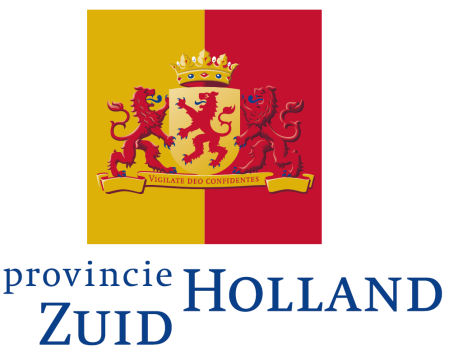 VIGILATE DEO CONFIDENTES
provincie HOLLAND
ZUID